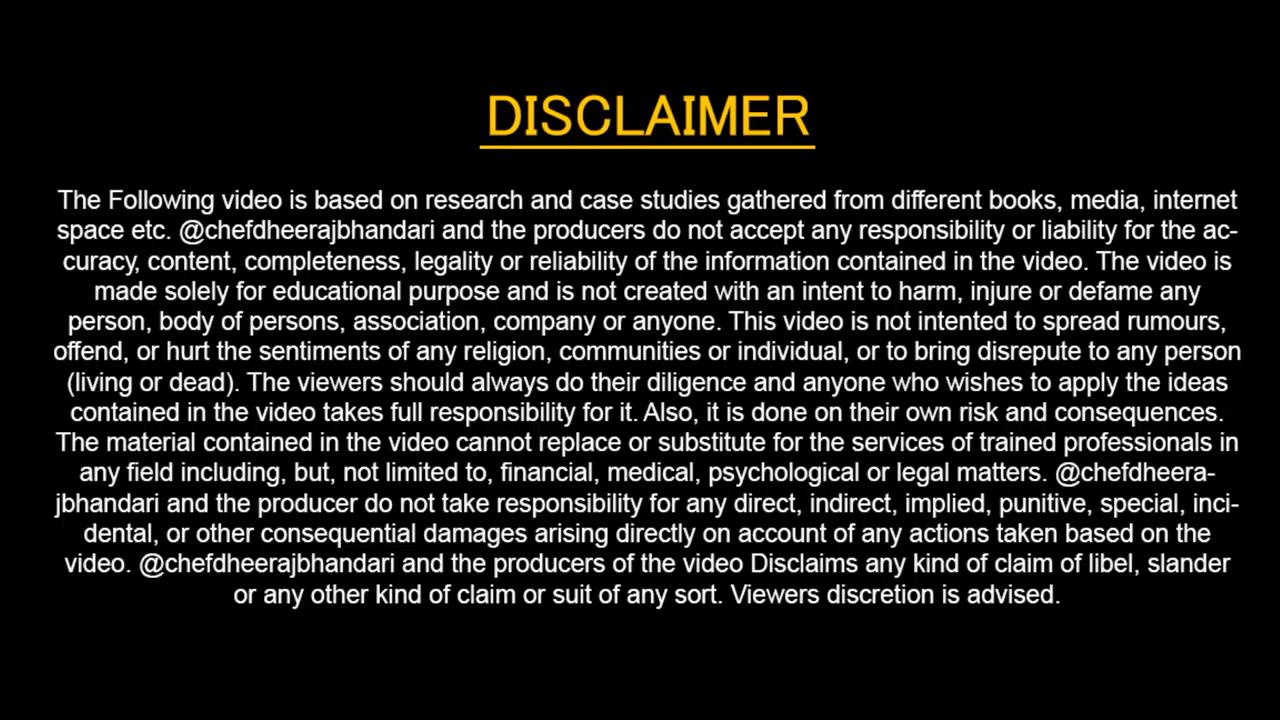 DISCLAIMER
The Following video is based on research and case studies gathered from different books, media, internet
space etc. @chefdheerajbhandari and the producers do not accept any responsibility or liability for the ac-
curacy, content, completeness, legality or reliability of the information contained in the video. The video is
made solely for educational purpose and is not created with an intent to harm, injure or defame any
person, body of persons, association, company or anyone. This video is not intented to spread rumours,
offend, or hurt the sentiments of any religion, communities or individual, or to bring disrepute to any person
(living or dead). The viewers should always do their diligence and anyone who wishes to apply the ideas
contained in the video takes full responsibility for it. Also, it is done on their own risk and consequences.
The material contained in the video cannot replace or substitute for the services of trained professionals in
any field including, but, not limited to, financial, medical, psychological or legal matters. @chefdheera-
jbhandari and the producer do not take responsibility for any direct, indirect, implied, punitive, special, inci-
dental, or other consequential damages arising directly on account of any actions taken based on the
video. @chefdheerajbhandari and the producers of the video Disclaims any kind of claim of libel, slander
or any other kind of claim or suit of any sort. Viewers discretion is advised.